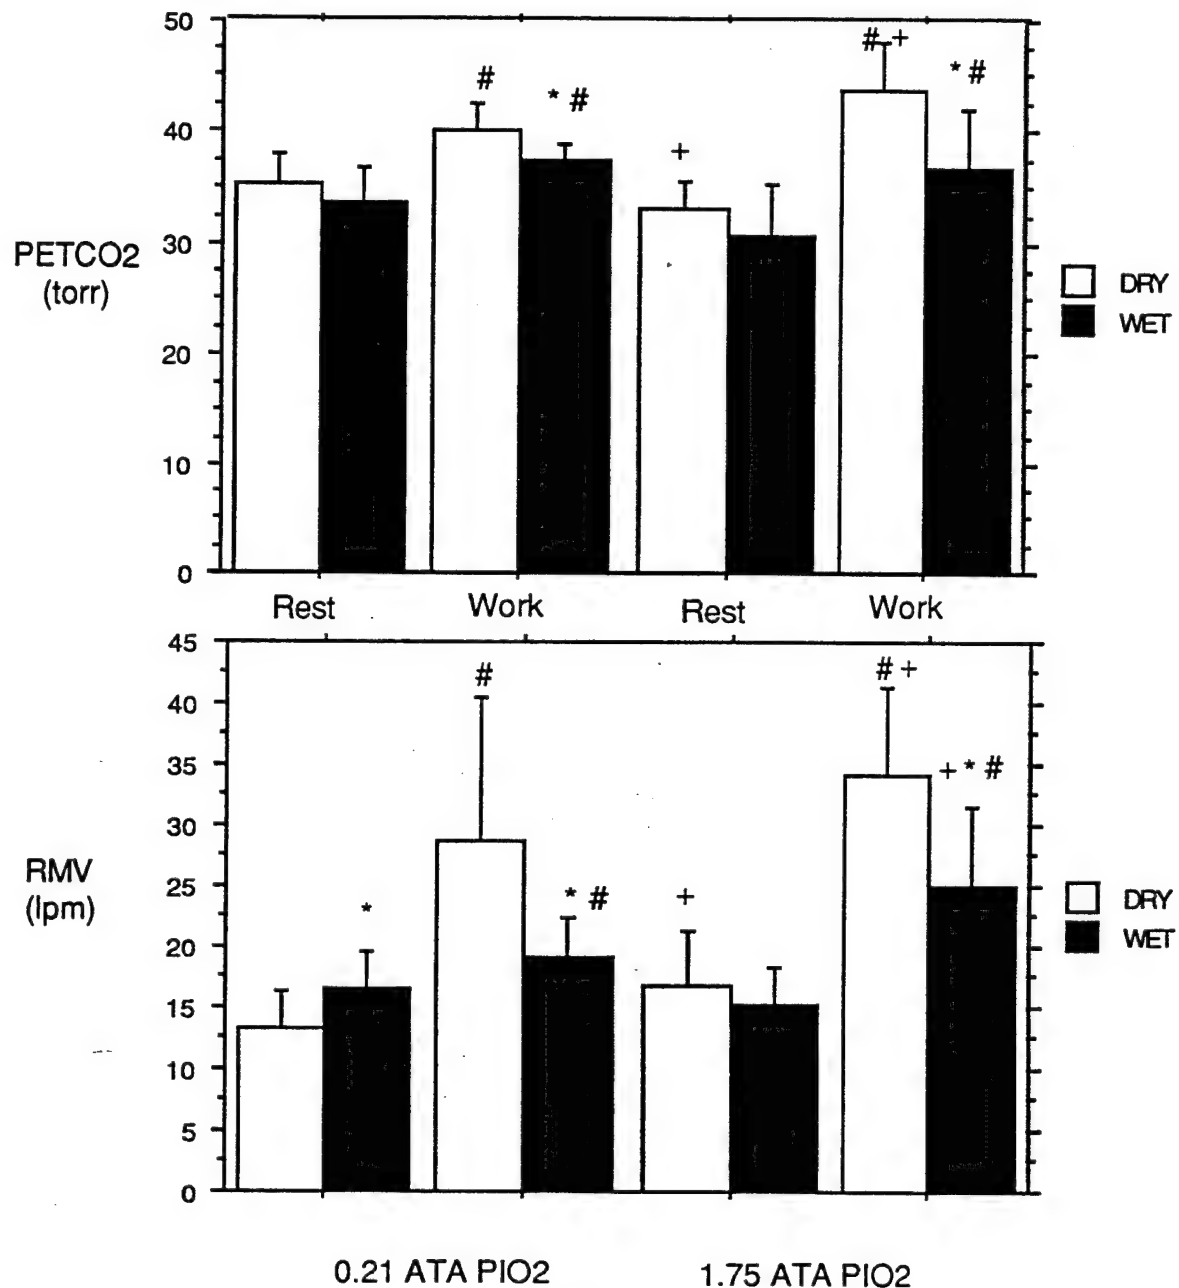 50
40
30
20
10
0
PETCO2
(torr)
#
* #
+
# +
* #
DRY
WET
Rest Work Rest Work
45
40
35
30
25
20
15
10
5
0
RMV
(lpm)
*
#
* #
+
# +
+ * #
DRY
WET
0.21 ATA PIO2 1.75 ATA PIO2